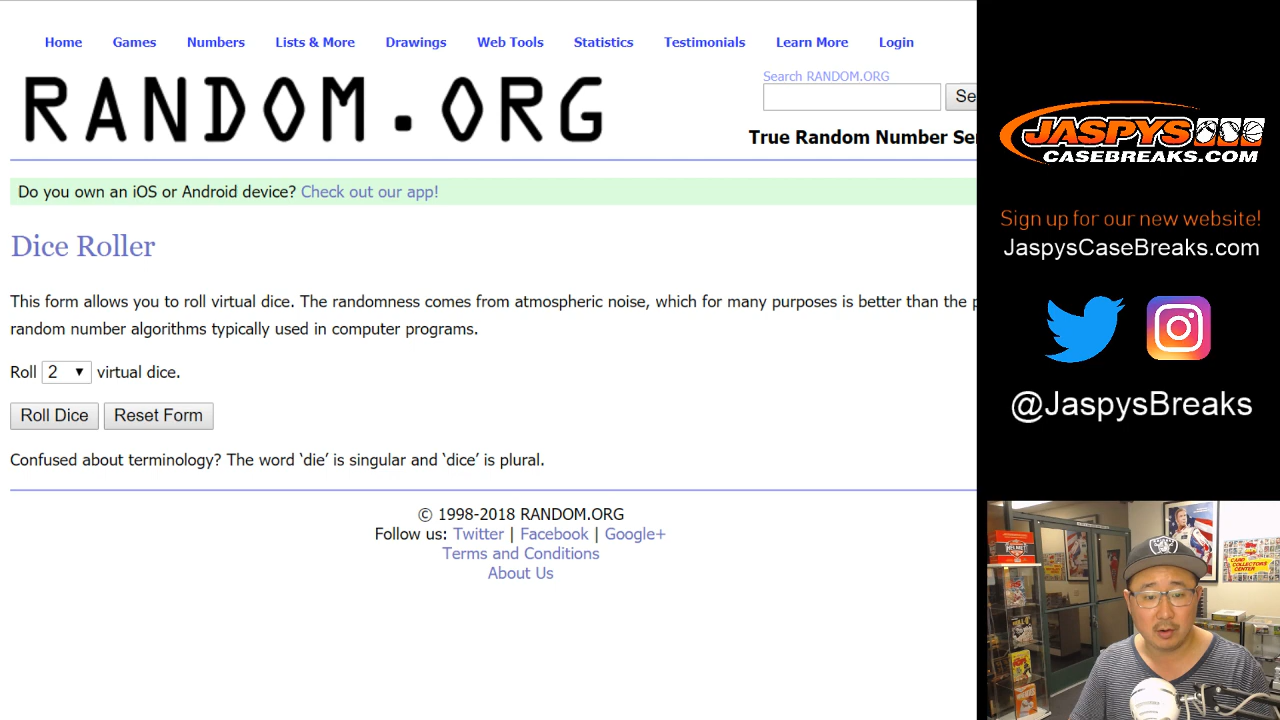 Home Games Numbers Lists & More Drawings Web Tools Statistics Testimonials Learn More Login
RANDOM.ORG
Search RANDOM.ORG
Se
True Random Number Ser
Do you own an iOS or Android device? Check out our app!
Dice Roller
This form allows you to roll virtual dice. The randomness comes from atmospheric noise, which for many purposes is better than the p
random number algorithms typically used in computer programs.
Roll 2 virtual dice.
Roll Dice Reset Form
Confused about terminology? The word ‘die’ is singular and ‘dice’ is plural.
© 1998-2018 RANDOM.ORG
Follow us: Twitter | Facebook | Google+
Terms and Conditions
About Us
JASPYS
CASEBREAKS.COM
Sign up for our new website!
JaspysCaseBreaks.com
@JaspysBreaks